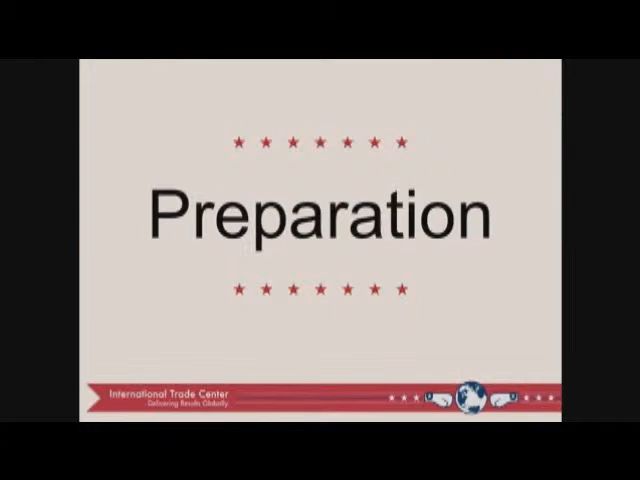 Preparation
International Trade Center
Delivering Results Globally